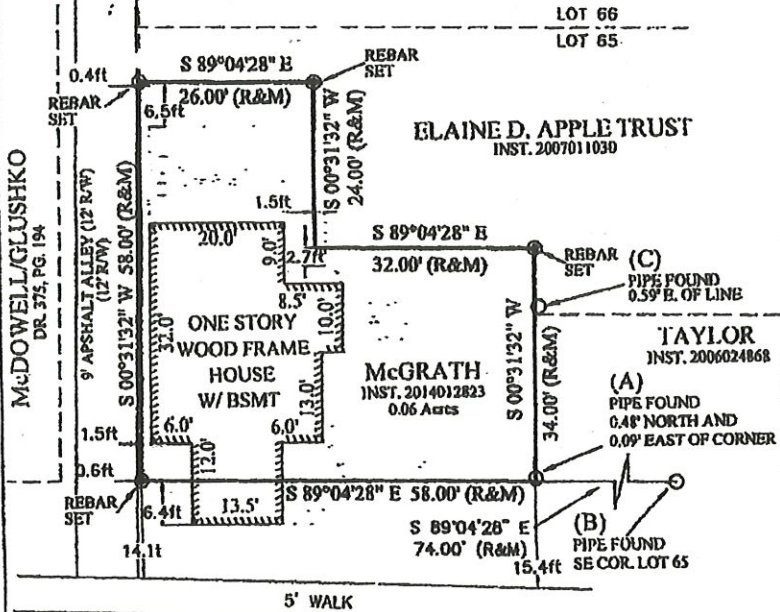 LOT 66
LOT 65
S 89°04'28" E
26.00' (R&M)
REBAR
SET
0.4ft
REBAR
SET
6.5ft
S 00°31'32" W
24.00' (R&M)
ELAINE D. APPLE TRUST
INST. 2007011030
McDOWELL/GLUSHKO
DR. 375, PG. 194
9' APSHALT ALLEY (12' R/W)
(12' R/W)
S 00°31'32" W 58.00' (R&M)
1.5ft
20.0'
9.0'
2.7ft
S 89°04'28" E
32.00' (R&M)
REBAR
SET
(C)
PIPE FOUND
0.59' E. OF LINE
8.5'
10.0'
32.0'
ONE STORY
WOOD FRAME
HOUSE
W/ BSMT
McGRATH
INST. 2014012823
0.06 Acres
S 00°31'32" W
34.00' (R&M)
TAYLOR
INST. 2006024868
(A)
PIPE FOUND
0.48' NORTH AND
0.09' EAST OF CORNER
13.0'
6.0'
6.0'
1.5ft
12.0'
0.6ft
REBAR
SET
6.4ft
13.5'
S 89°04'28" E 58.00' (R&M)
S 89°04'28" E
74.00' (R&M)
(B)
PIPE FOUND
SE COR. LOT 65
14.1ft
15.4ft
5' WALK